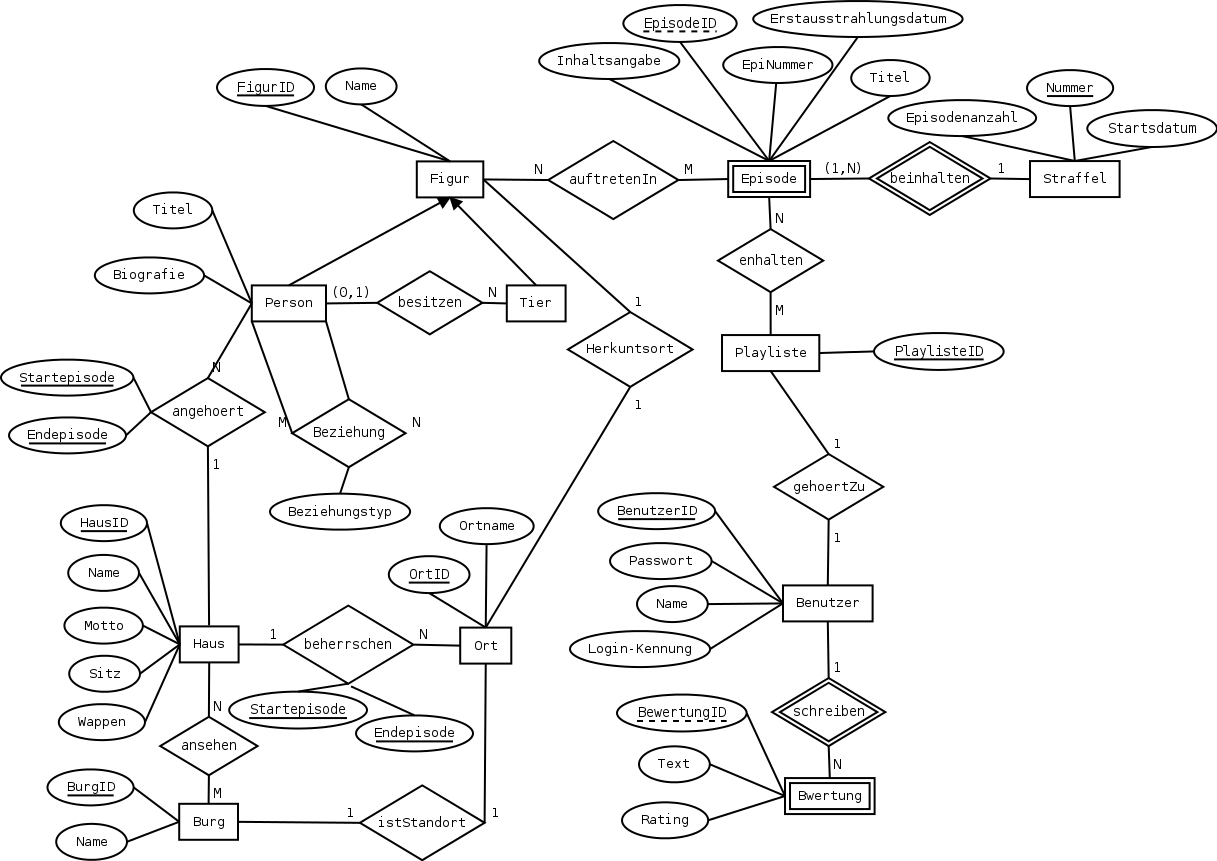 EpisodeID
Erstausstrahlungsdatum
Inhaltsangabe
EpiNummer
Titel
FigurID
Name
Nummer
Episodenanzahl
Startsdatum
Figur
N
auftretenIn
M
Episode
(1,N)
beinhalten
1
Straffel
Titel
N
Biografie
enhalten
Person
(0,1)
besitzen
N
Tier
1
M
Herkuntsort
Playliste
PlaylisteID
Startepisode
N
angehoert
1
Endepisode
M
Beziehung
N
1
1
gehoertZu
Beziehungstyp
HausID
Ortname
BenutzerID
1
Name
OrtID
Passwort
Motto
Name
Benutzer
Haus
1
beherrschen
N
Ort
Login-Kennung
Sitz
1
Startepisode
Wappen
N
Endepisode
BewertungID
schreiben
ansehen
Text
N
BurgID
M
Bwertung
Name
Burg
1
istStandort
1
Rating